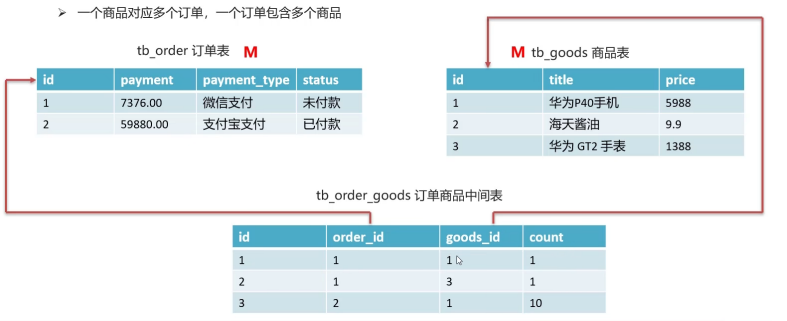 ➢ 一个商品对应多个订单，一个订单包含多个商品
tb_order 订单表 M
M tb_goods 商品表
id payment payment_type status
1 7376.00 微信支付 未付款
2 59880.00 支付宝支付 已付款
id title price
1 华为P40手机 5988
2 海天酱油 9.9
3 华为 GT2 手表 1388
tb_order_goods 订单商品中间表
id order_id goods_id count
1 1 1 1
2 1 3 1
3 2 1 10